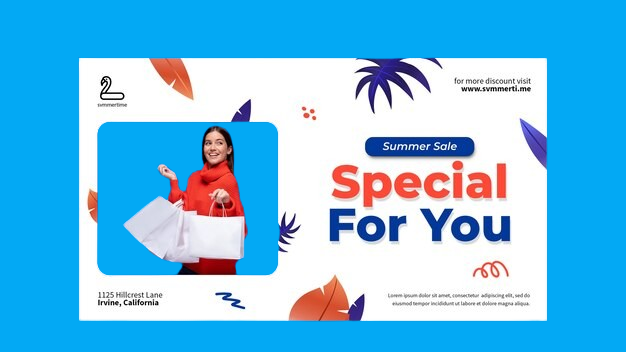 svmmertime
for more discount visit
www.svmmerti.me
Summer Sale
Special
For You
1125 Hillcrest Lane
Irvine, California
Lorem ipsum dolor sit amet, consectetur adipiscing elit, sed do
eiusmod tempor incididunt ut labore et dolore magna aliqua.